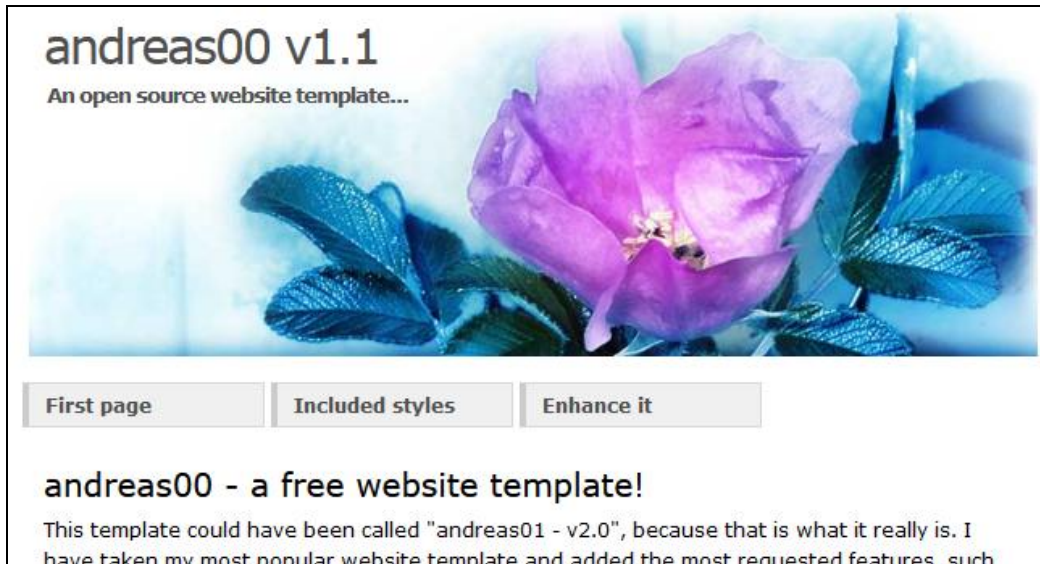 andreas00 v1.1
An open source website template...
First page
Included styles
Enhance it
andreas00 - a free website template!
This template could have been called "andreas01 - v2.0", because that is what it really is. I
have taken my most popular website template and added the most requested features, such